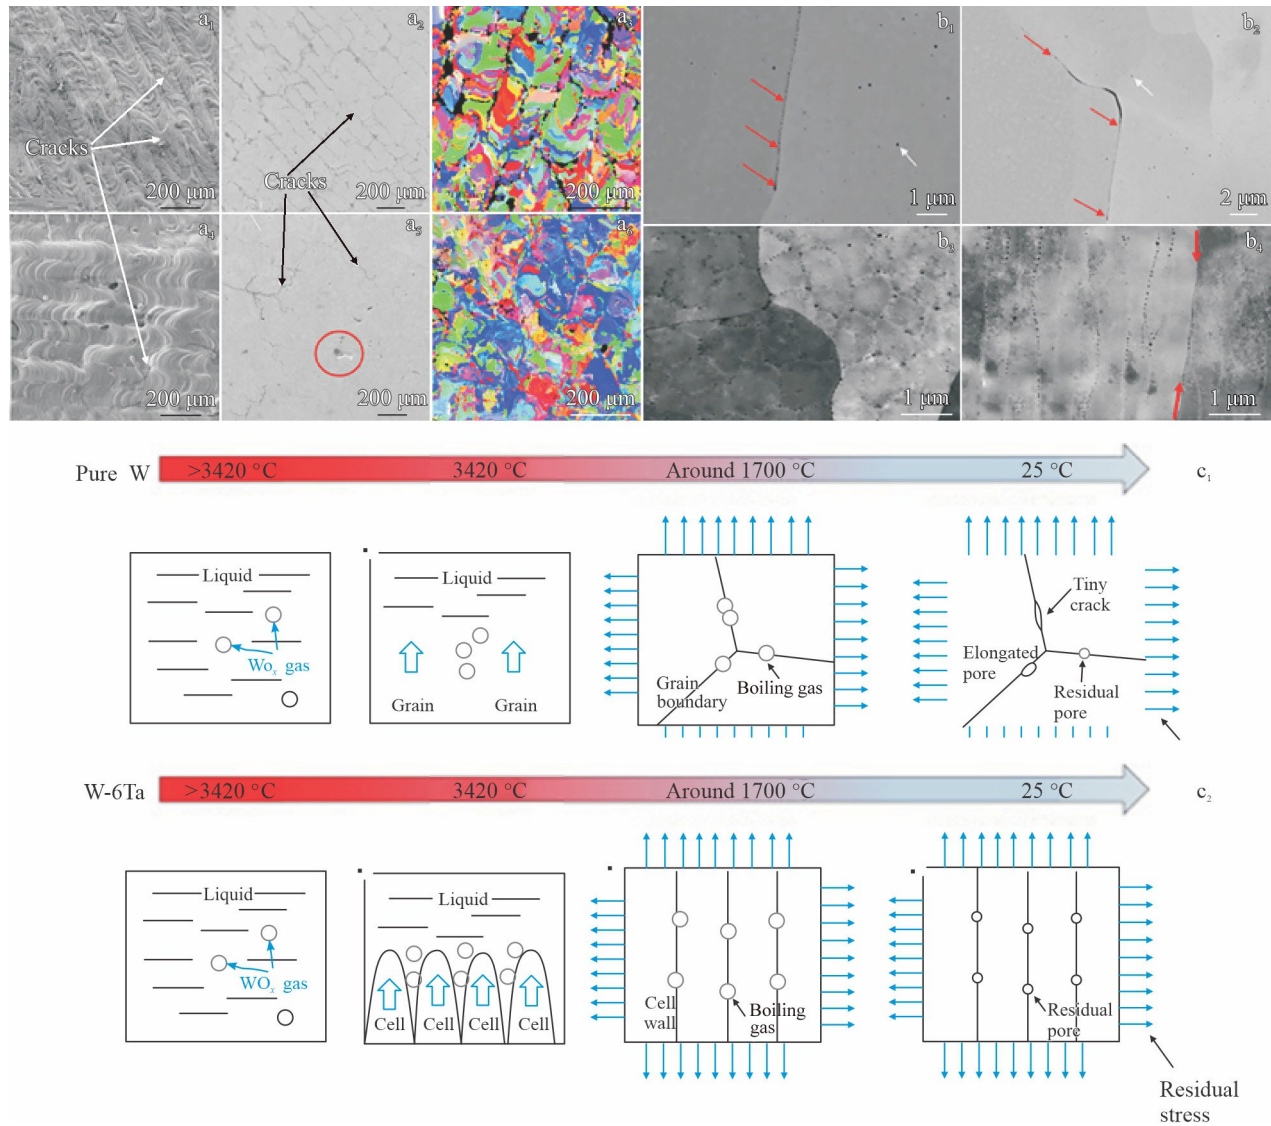 a1
a2
a3
b1
b2
Cracks
Cracks
200 μm
200 μm
200 μm
1 μm
2 μm
a4
a5
a6
b3
b4
200 μm
200 μm
200 μm
1 μm
1 μm
Pure W
>3420 °C
3420 °C
Around 1700 °C
25 °C
c1
Liquid
Wox gas
Liquid
Grain
Grain
Grain
boundary
Boiling gas
Tiny
crack
Elongated
pore
Residual
pore
W-6Ta
>3420 °C
3420 °C
Around 1700 °C
25 °C
c2
Liquid
WOx gas
Liquid
Cell
Cell
Cell
Cell
Cell
wall
Boiling
gas
Residual
pore
Residual
stress